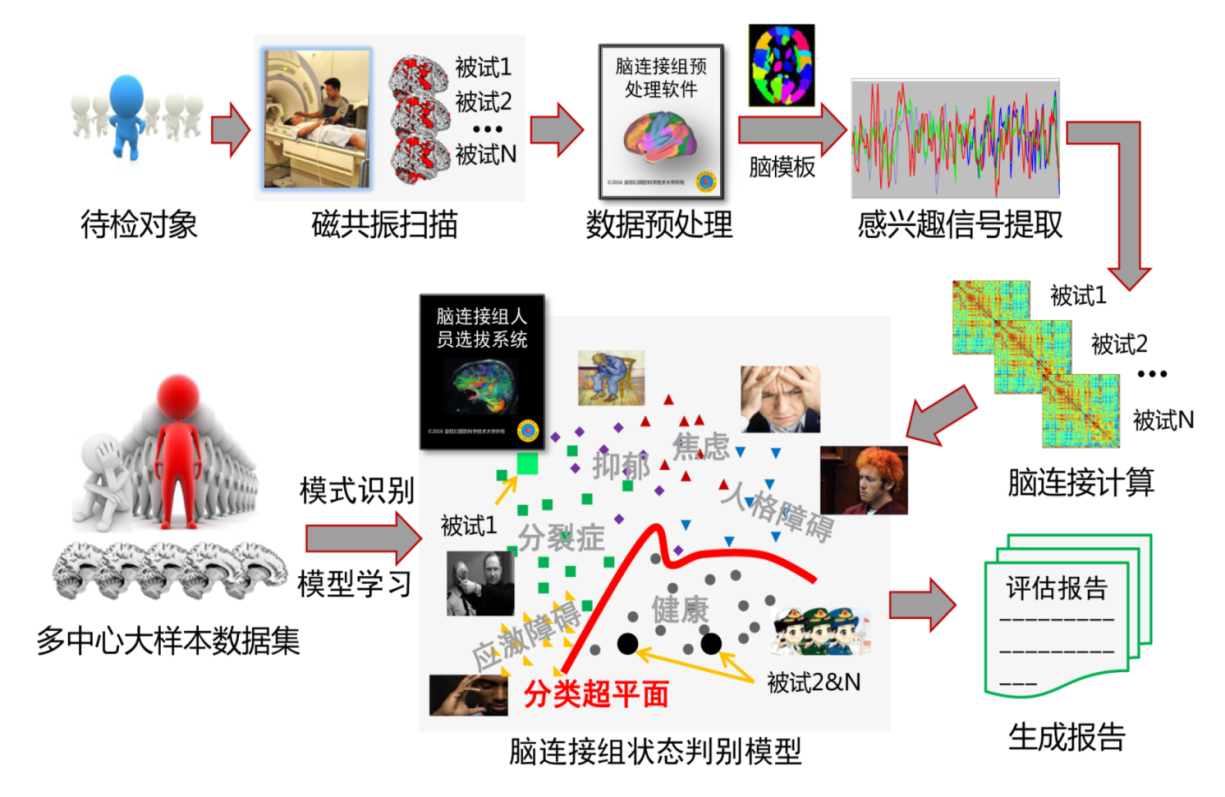 被试1
被试2
•••
被试N
脑连接组预
处理软件
脑模板
待检对象
磁共振扫描
数据预处理
感兴趣信号提取
脑连接组人
员选拔系统
被试1
被试2
•••
被试N
脑连接计算
抑郁
焦虑
人格障碍
模式识别
模型学习
被试1
分裂症
应激障碍
健康
分类超平面
被试2&N
多中心大样本数据集
脑连接组状态判别模型
评估报告
生成报告